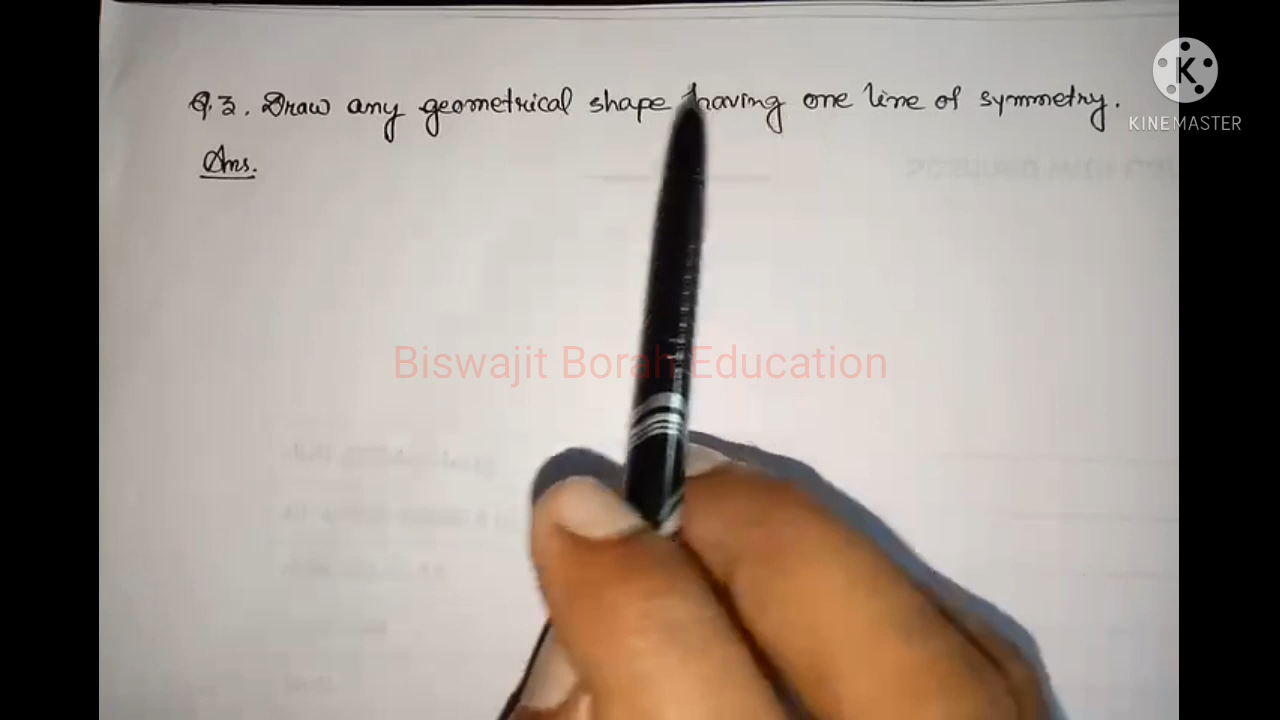 Q.3. Draw any geometrical shape having one line of symmetry.
Ans.
K
KINEMASTER
Biswajit Borah Education